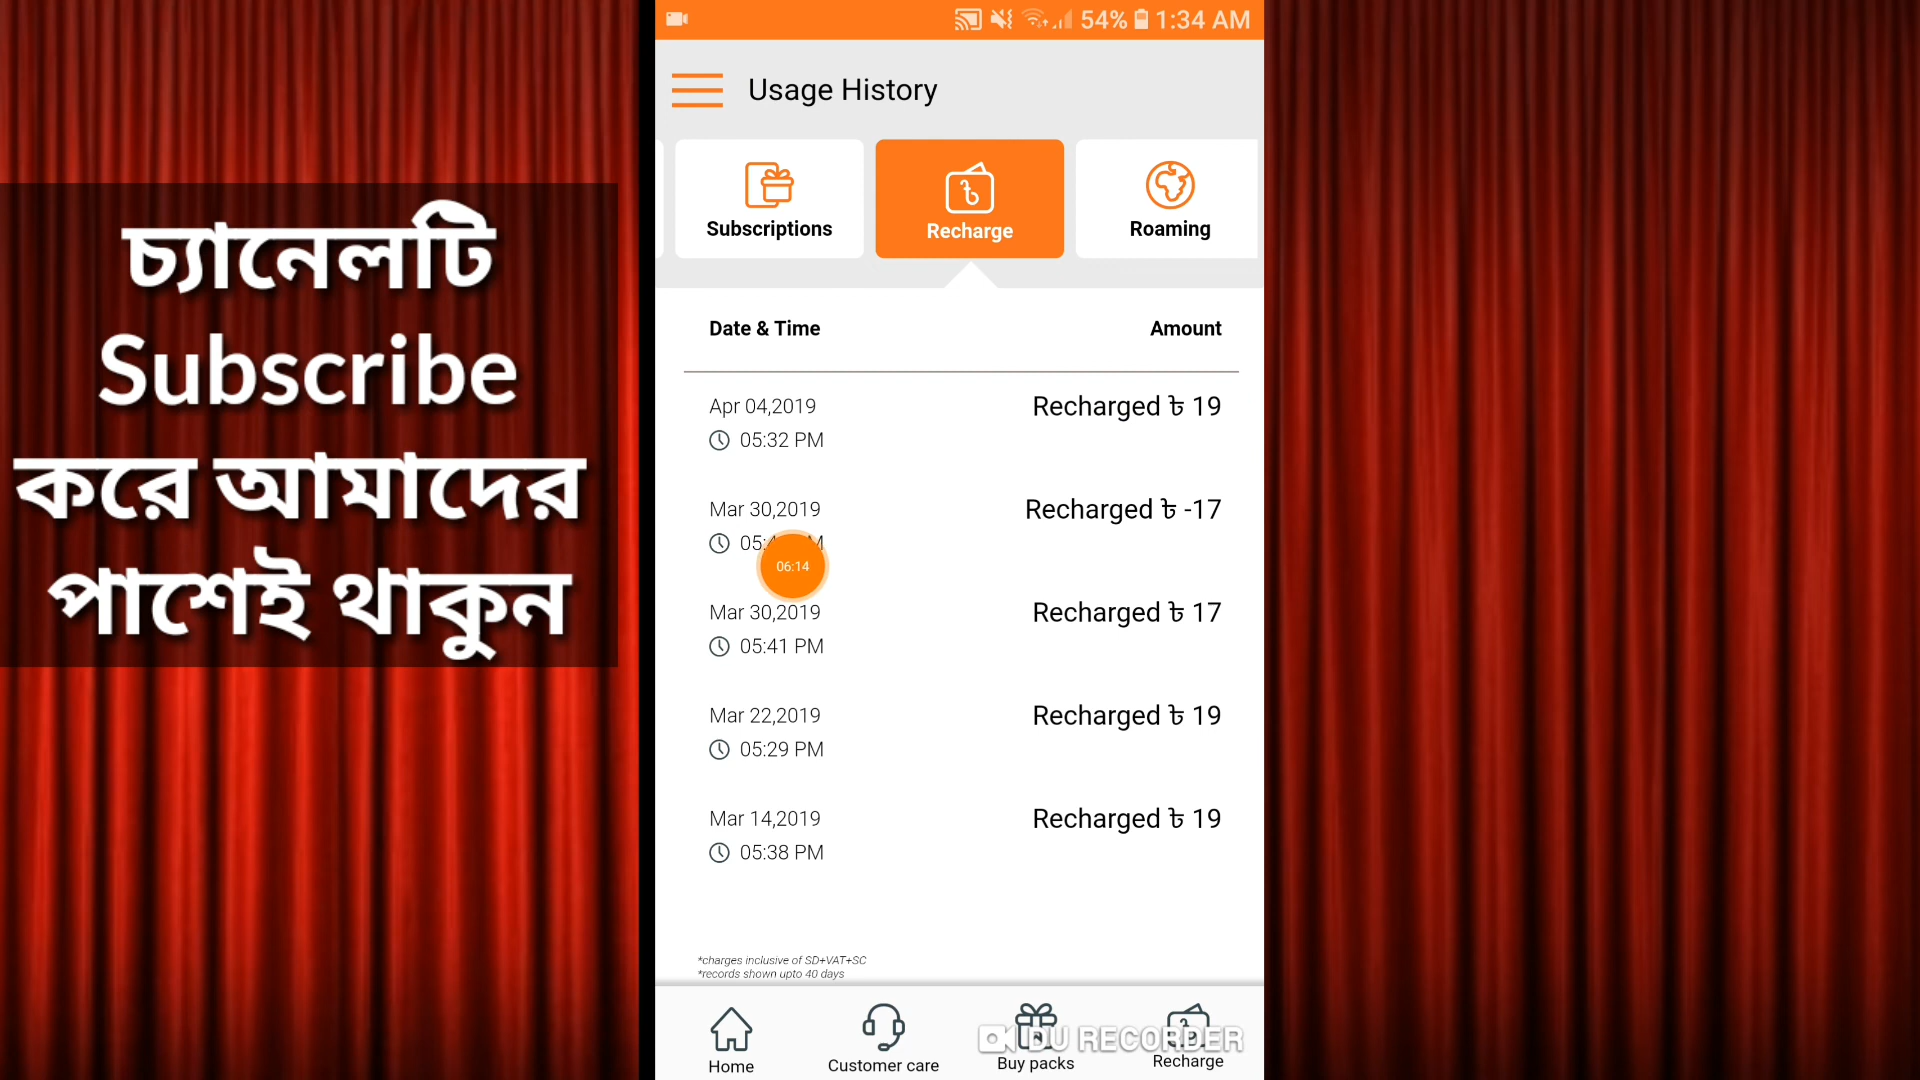 54% 1:34 AM
Usage History
Subscriptions
Recharge
Roaming
Date & Time Amount
Apr 04,2019 Recharged ৳ 19
05:32 PM
Mar 30,2019 Recharged ৳ -17
06:14
Mar 30,2019 Recharged ৳ 17
05:41 PM
Mar 22,2019 Recharged ৳ 19
05:29 PM
Mar 14,2019 Recharged ৳ 19
05:38 PM
*charges inclusive of SD+VAT+SC
*records shown upto 40 days
Home
Customer care
Buy packs
Recharge
DU RECORDER
চ্যানেলটি
Subscribe
করে আমাদের
পাশেই থাকুন